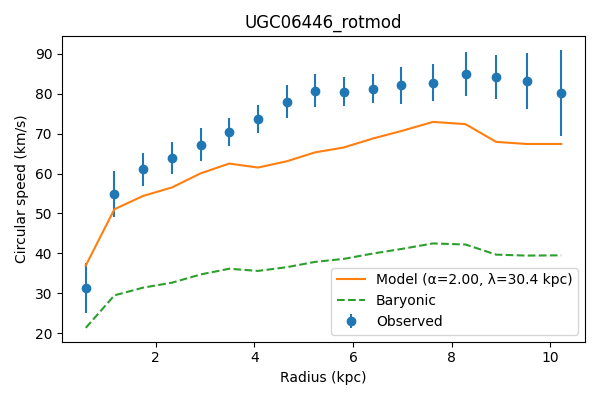 UGC06446_rotmod
Circular speed (km/s)
90
80
70
60
50
40
30
20
Model (α=2.00, λ=30.4 kpc)
Baryonic
Observed
2
4
6
8
10
Radius (kpc)